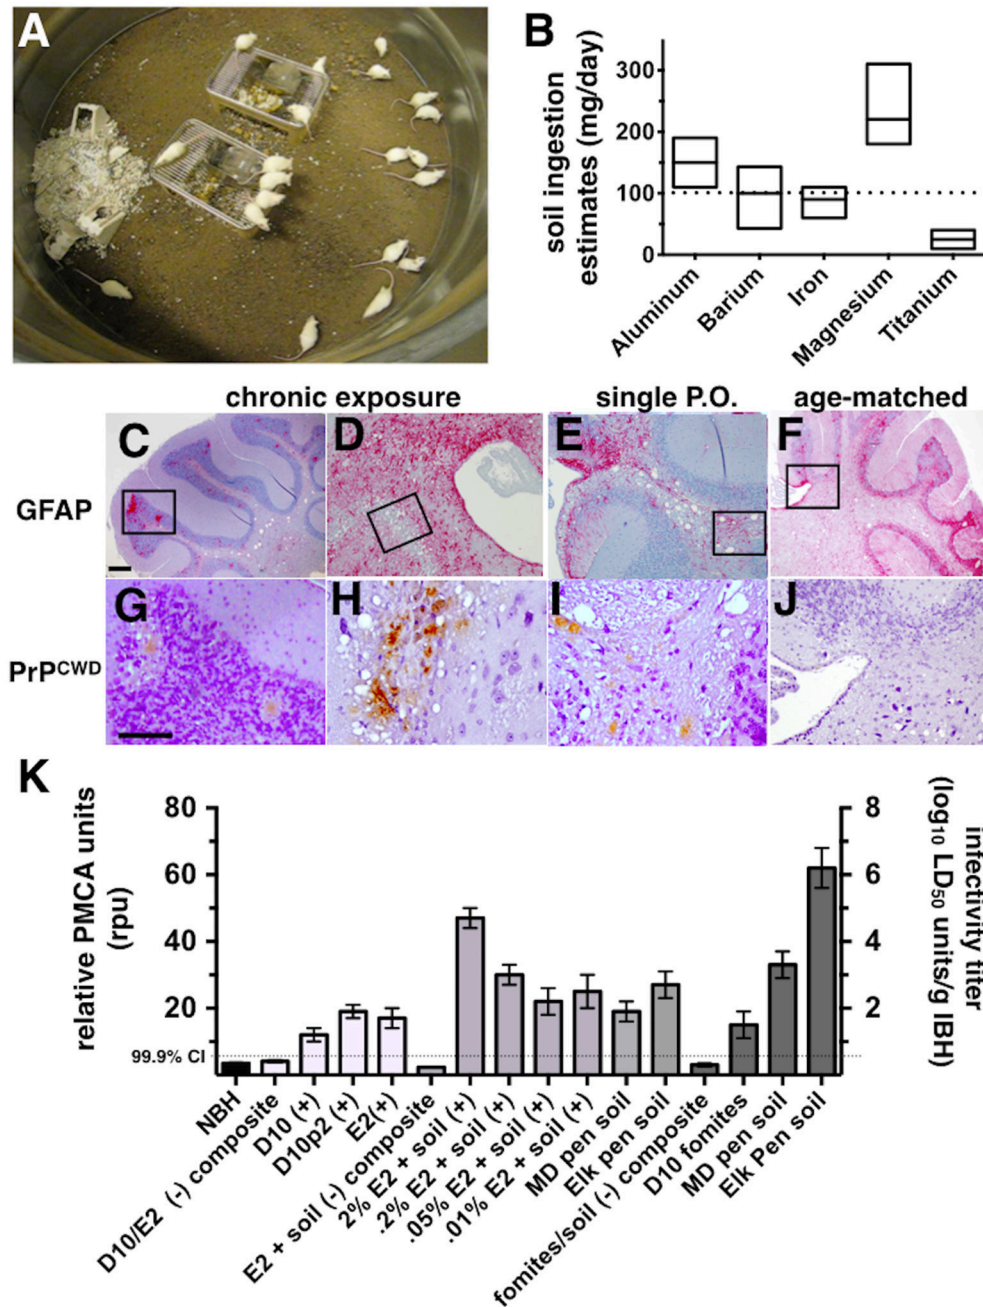 A
B
soil ingestion
estimates (mg/day)
300
200
100
0
Aluminum
Barium
Iron
Magnesium
Titanium
chronic exposure
single P.O.
age-matched
GFAP
C
D
E
F
PrPCWD
G
H
I
J
K
relative PMCA units
(rpu)
80
60
40
20
99.9% CI
8
6
4
2
infectivity titer
(log10 LD50 units/g IBH)
NBH
D10/E2 (-) composite
D10 (+)
D10p2 (+)
E2(+)
E2 + soil (-) composite
2% E2 + soil (+)
.2% E2 + soil (+)
.05% E2 + soil (+)
.01% E2 + soil (+)
MD pen soil
Elk pen soil
fomites/soil (-) composite
D10 fomites
MD pen soil
Elk Pen soil